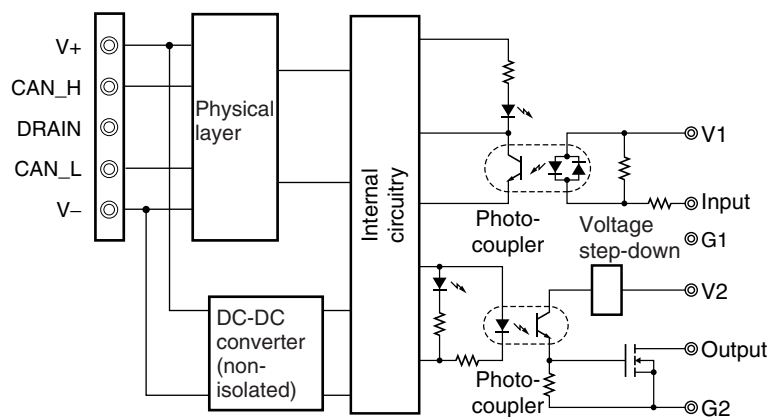 V+
CAN_H
DRAIN
CAN_L
V–
Physical
layer
DC-DC
converter
(non-
isolated)
Internal
circuitry
Photo-
coupler
Voltage
step-down
Photo-
coupler
V1
Input
G1
V2
Output
G2